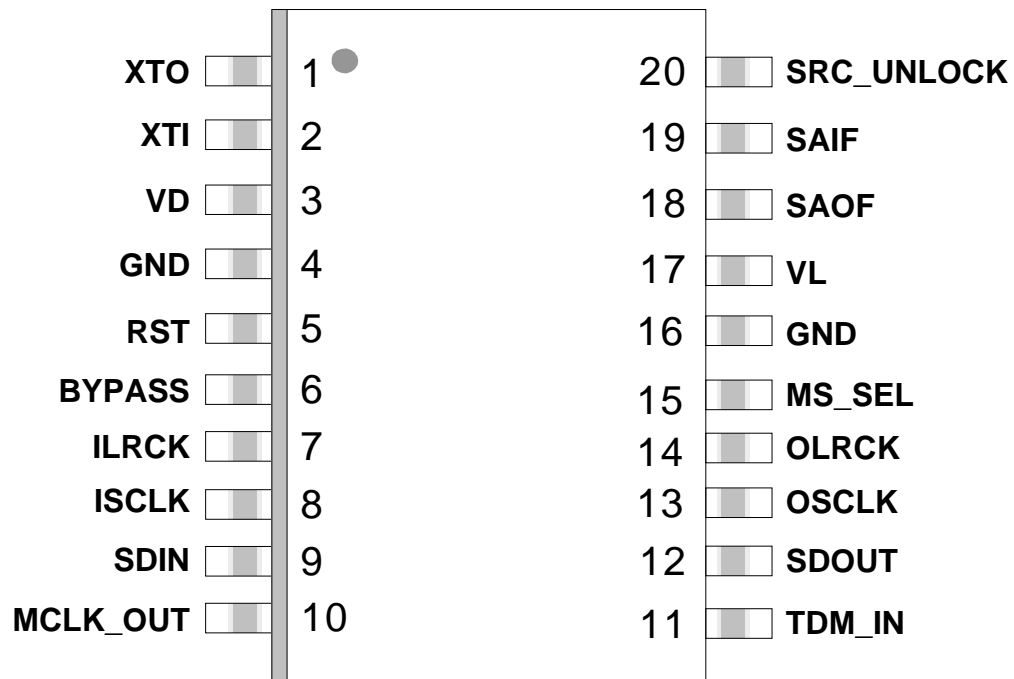 XTO 1 20 SRC_UNLOCK
XTI 2 19 SAIF
VD 3 18 SAOF
GND 4 17 VL
RST 5 16 GND
BYPASS 6 15 MS_SEL
ILRCK 7 14 OLRCK
ISCLK 8 13 OSCLK
SDIN 9 12 SDOUT
MCLK_OUT 10 11 TDM_IN